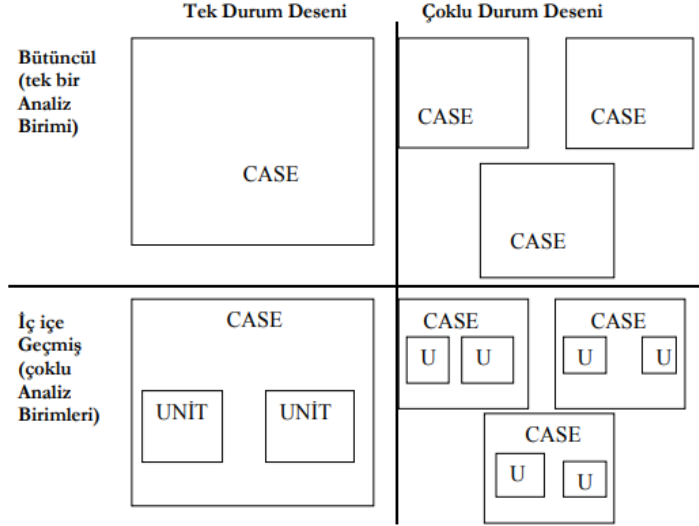 Tek Durum Deseni
Çoklu Durum Deseni
Bütüncül
(tek bir
Analiz
Birimi)
CASE
CASE
CASE
CASE
İç içe
Geçmiş
(çoklu
Analiz
Birimleri)
CASE
UNİT
UNİT
CASE
U
U
CASE
U
U
CASE
U
U